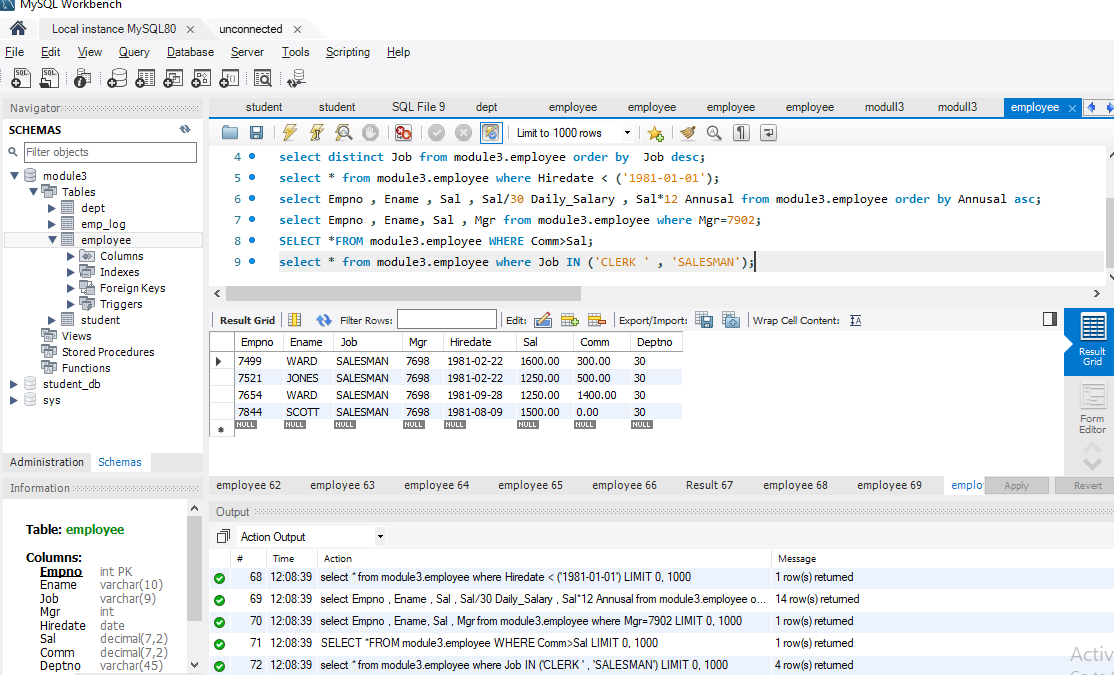 MySQL Workbench
Local instance MySQL80 unconnected
File Edit View Query Database Server Tools Scripting Help
Navigator
SCHEMAS
Filter objects
module3
Tables
dept
emp_log
employee
Columns
Indexes
Foreign Keys
Triggers
student
Views
Stored Procedures
Functions
student_db
sys
Administration Schemas
Information
Table: employee
Columns:
Empno int PK
Ename varchar(10)
Job varchar(9)
Mgr int
Hiredate date
Sal decimal(7,2)
Comm decimal(7,2)
Deptno varchar(45)
student student SQL File 9 dept employee employee employee employee modull3 modull3 employee
Limit to 1000 rows
4 select distinct Job from module3.employee order by  Job desc;
5 select * from module3.employee where Hiredate < ('1981-01-01');
6 select Empno , Ename , Sal , Sal/30 Daily_Salary , Sal*12 Annusal from module3.employee order by Annusal asc;
7 select Empno , Ename, Sal , Mgr from module3.employee where Mgr=7902;
8 SELECT *FROM module3.employee WHERE Comm>Sal;
9 select * from module3.employee where Job IN ('CLERK ' , 'SALESMAN');
Result Grid Filter Rows: Edit: Export/Import: Wrap Cell Content:
Empno Ename Job Mgr Hiredate Sal Comm Deptno
7499 WARD SALESMAN 7698 1981-02-22 1600.00 300.00 30
7521 JONES SALESMAN 7698 1981-02-22 1250.00 500.00 30
7654 WARD SALESMAN 7698 1981-09-28 1250.00 1400.00 30
7844 SCOTT SALESMAN 7698 1981-08-09 1500.00 0.00 30
NULL NULL NULL NULL NULL NULL NULL NULL
Result
Grid
Form
Editor
employee 62 employee 63 employee 64 employee 65 employee 66 Result 67 employee 68 employee 69 emplo Apply Revert
Output
Action Output
# Time Action Message
68 12:08:39 select * from module3.employee where Hiredate < ('1981-01-01') LIMIT 0, 1000 1 row(s) returned
69 12:08:39 select Empno , Ename , Sal , Sal/30 Daily_Salary , Sal*12 Annusal from module3.employee o... 14 row(s) returned
70 12:08:39 select Empno , Ename, Sal , Mgr from module3.employee where Mgr=7902 LIMIT 0, 1000 1 row(s) returned
71 12:08:39 SELECT *FROM module3.employee WHERE Comm>Sal LIMIT 0, 1000 1 row(s) returned
72 12:08:39 select * from module3.employee where Job IN ('CLERK ' , 'SALESMAN') LIMIT 0, 1000 4 row(s) returned
Activ